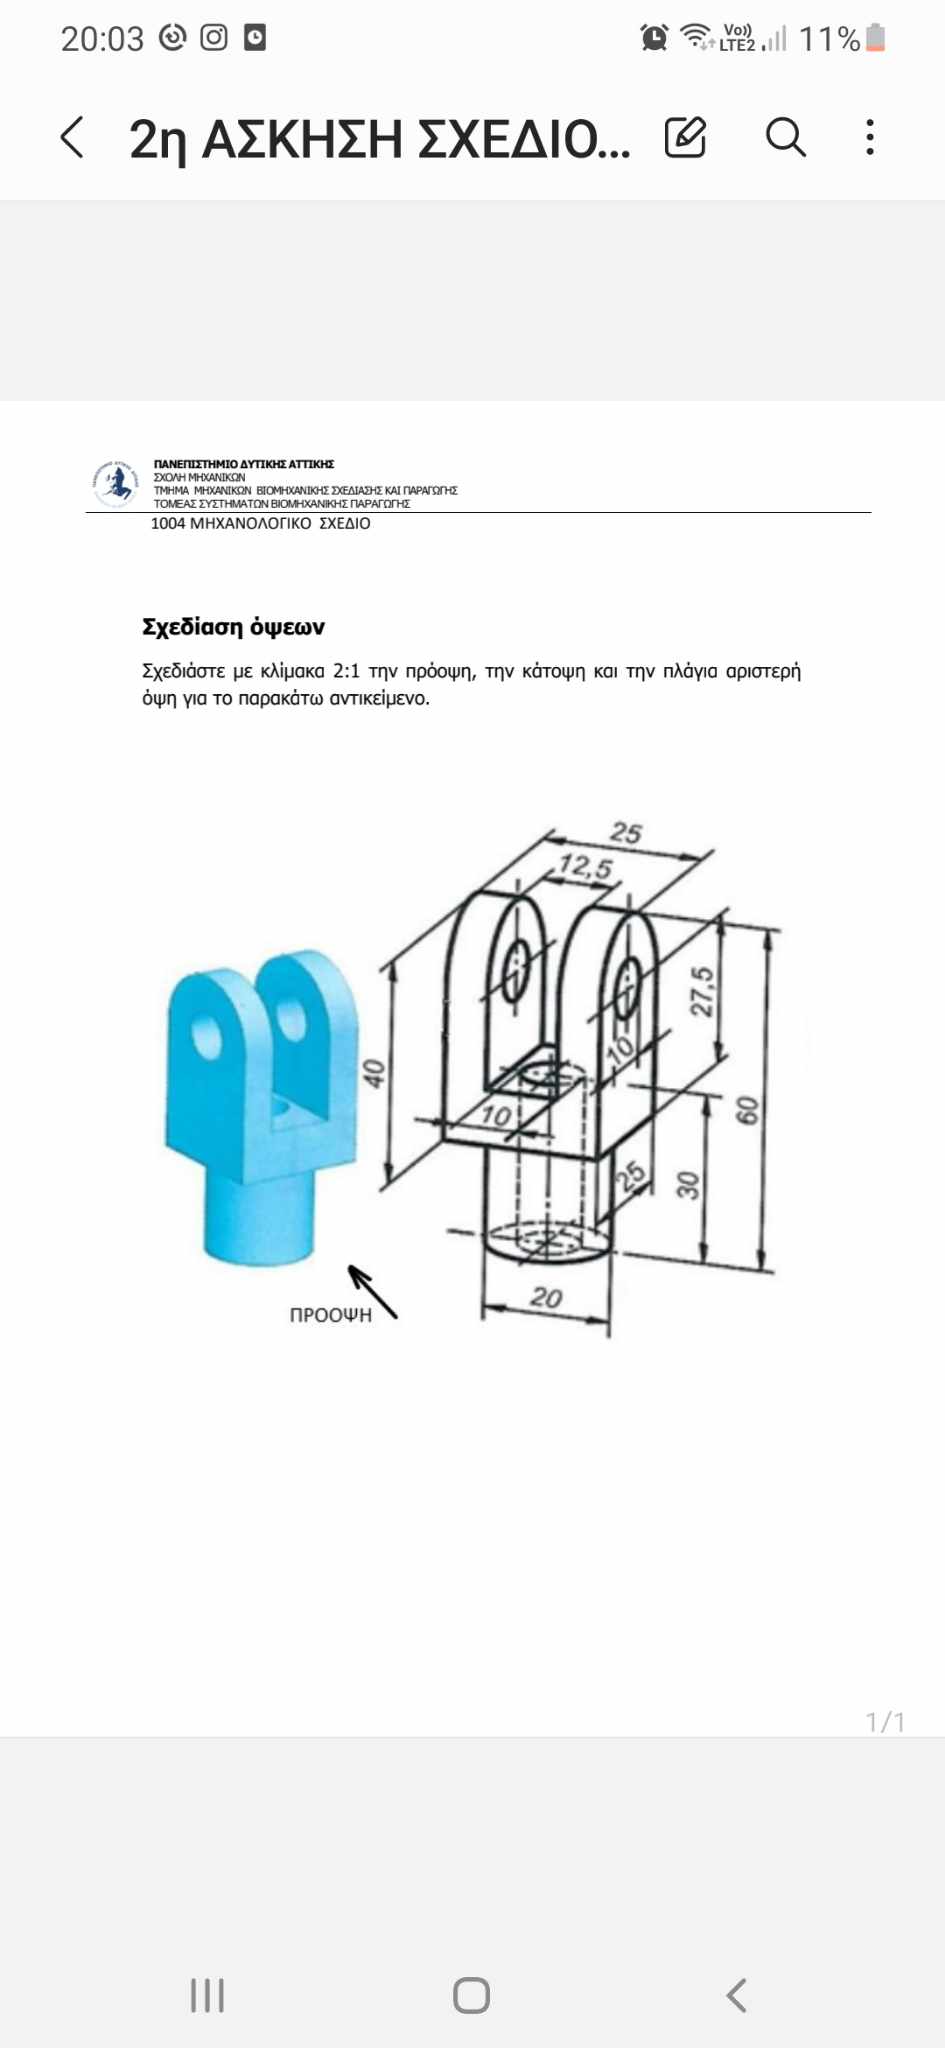 20:03
Vo))
LTE2
11%
2η ΑΣΚΗΣΗ ΣΧΕΔΙΟ...
ΠΑΝΕΠΙΣΤΗΜΙΟ ΔΥΤΙΚΗΣ ΑΤΤΙΚΗΣ
ΣΧΟΛΗ ΜΗΧΑΝΙΚΩΝ
ΤΜΗΜΑ ΜΗΧΑΝΙΚΩΝ ΒΙΟΜΗΧΑΝΙΚΗΣ ΣΧΕΔΙΑΣΗΣ ΚΑΙ ΠΑΡΑΓΩΓΗΣ
ΤΟΜΕΑΣ ΣΥΣΤΗΜΑΤΩΝ ΒΙΟΜΗΧΑΝΙΚΗΣ ΠΑΡΑΓΩΓΗΣ
1004 ΜΗΧΑΝΟΛΟΓΙΚΟ ΣΧΕΔΙΟ
Σχεδίαση όψεων
Σχεδιάστε με κλίμακα 2:1 την πρόοψη, την κάτοψη και την πλάγια αριστερή
όψη για το παρακάτω αντικείμενο.
25
12,5
27,5
10
40
60
10
25
30
20
ΠΡΟΟΨΗ
1/1